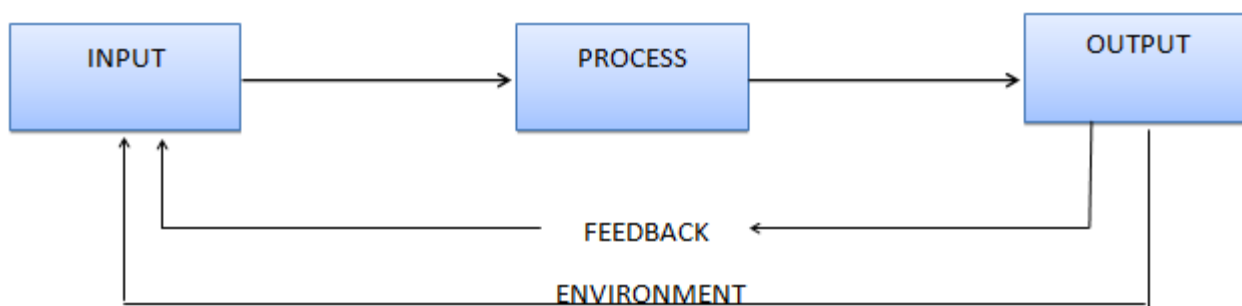 INPUT
PROCESS
OUTPUT
FEEDBACK
ENVIRONMENT